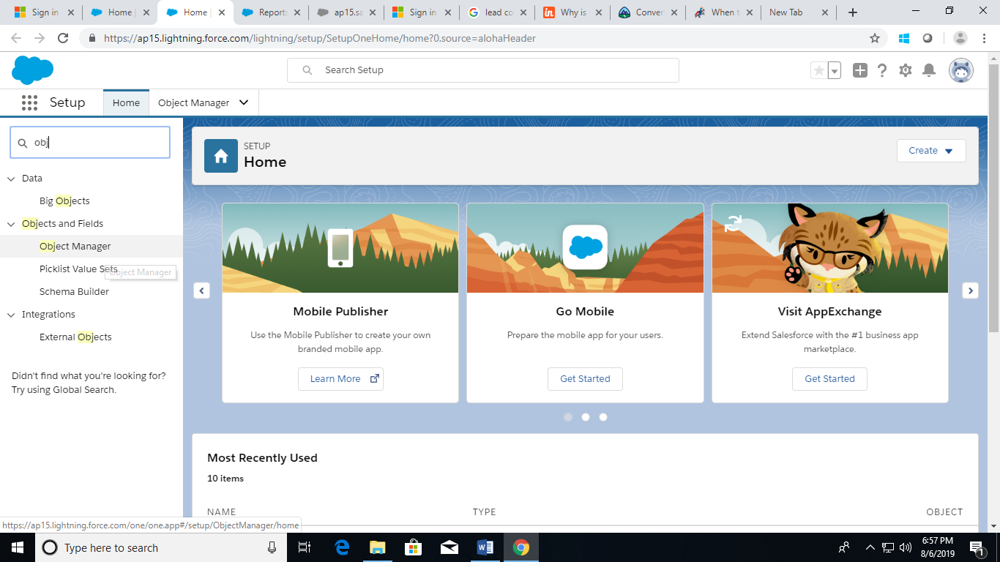 Sign in
Home |
Home |
Reports
ap15.sa
Sign in
lead co
Why is
Conver
When t
New Tab
https://ap15.lightning.force.com/lightning/setup/SetupOneHome/home?0.source=alohaHeader
Search Setup
Setup
Home
Object Manager
obj
Data
Big Objects
Objects and Fields
Object Manager
Picklist Value Sets
Object Manager
Schema Builder
Integrations
External Objects
Didn't find what you're looking for?
Try using Global Search.
SETUP
Home
Create
Mobile Publisher
Use the Mobile Publisher to create your own
branded mobile app.
Learn More
Go Mobile
Prepare the mobile app for your users.
Get Started
Visit AppExchange
Extend Salesforce with the #1 business app
marketplace.
Get Started
Most Recently Used
10 items
NAME TYPE OBJECT
https://ap15.lightning.force.com/one/one.app#/setup/ObjectManager/home
Type here to search
6:57 PM
8/6/2019
1